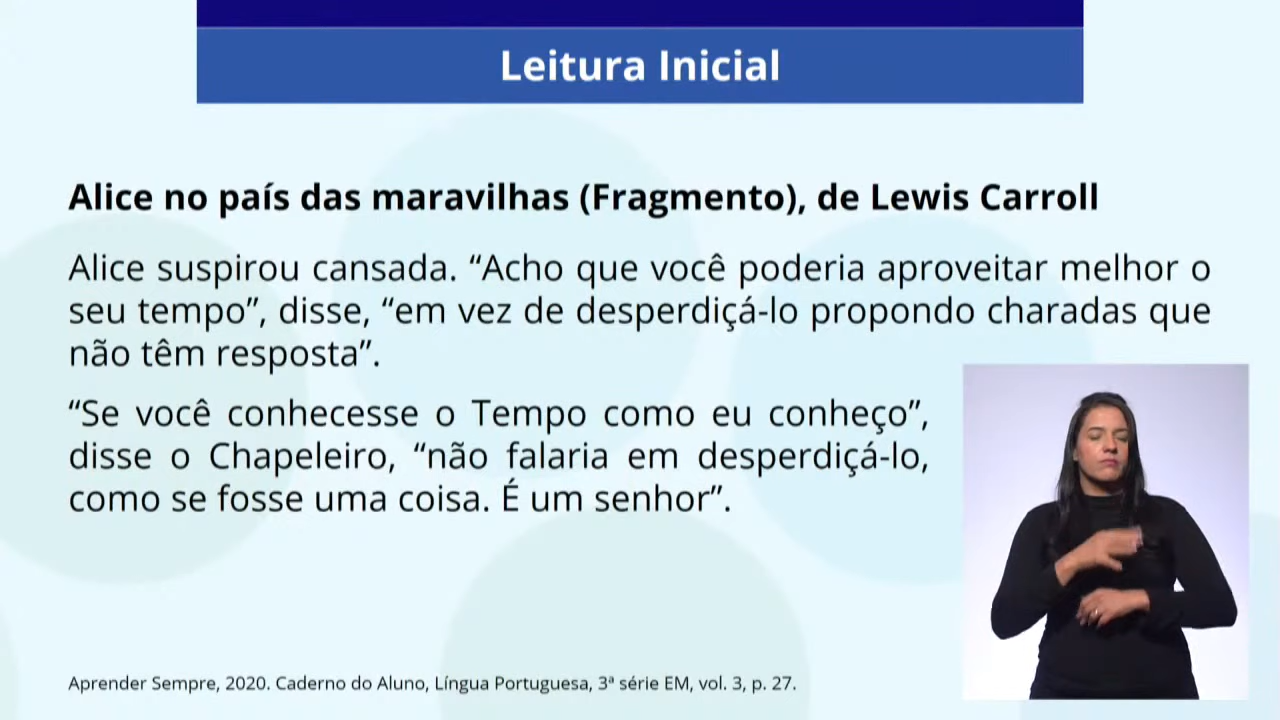 Leitura Inicial
Alice no país das maravilhas (Fragmento), de Lewis Carroll
Alice suspirou cansada. “Acho que você poderia aproveitar melhor o
seu tempo”, disse, “em vez de desperdiçá-lo propondo charadas que
não têm resposta”.
“Se você conhecesse o Tempo como eu conheço”,
disse o Chapeleiro, “não falaria em desperdiçá-lo,
como se fosse uma coisa. É um senhor”.
Aprender Sempre, 2020. Caderno do Aluno, Língua Portuguesa, 3ª série EM, vol. 3, p. 27.